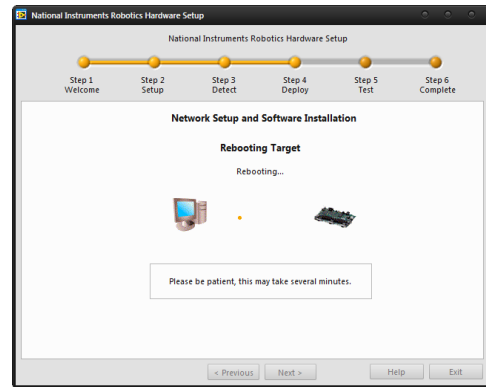 National Instruments Robotics Hardware Setup
National Instruments Robotics Hardware Setup
Step 1 Step 2 Step 3 Step 4 Step 5 Step 6
Welcome Setup Detect Deploy Test Complete
Network Setup and Software Installation
Rebooting Target
Rebooting...
Please be patient, this may take several minutes.
< Previous Next > Help Exit